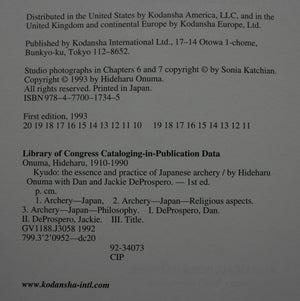 Distributed in the United States by Kodansha America, LLC, and in the
United Kingdom and continental Europe by Kodansha Europe, Ltd.
Published by Kodansha International Ltd., 17–14 Otowa 1-chome,
Bunkyo-ku, Tokyo 112-8652.
Studio photographs in Chapters 6 and 7 copyright © by Sonia Katchian.
Copyright © 1993 by Hideharu Onuma.
All rights reserved. Printed in Japan.
ISBN 978–4–7700–1734–5
First edition, 1993
20 19 18 17 16 15 14 13 12 11 10 19 18 17 16 15 14 13 12 11
Library of Congress Cataloging-in-Publication Data
Onuma, Hideharu, 1910-1990
Kyudo: the essence and practice of Japanese archery / by Hideharu
Onuma with Dan and Jackie DeProspero. — 1st ed.
p. cm.
1. Archery—Japan. 2. Archery—Japan—Religious aspects.
3. Archery—Japan—Philosophy. I. DeProspero, Dan.
II. DeProspero, Jackie. III. Title.
GV1188.J3058 1992
799.3'2'0952—dc20
92-34073
CIP
www.kodansha-intl.com